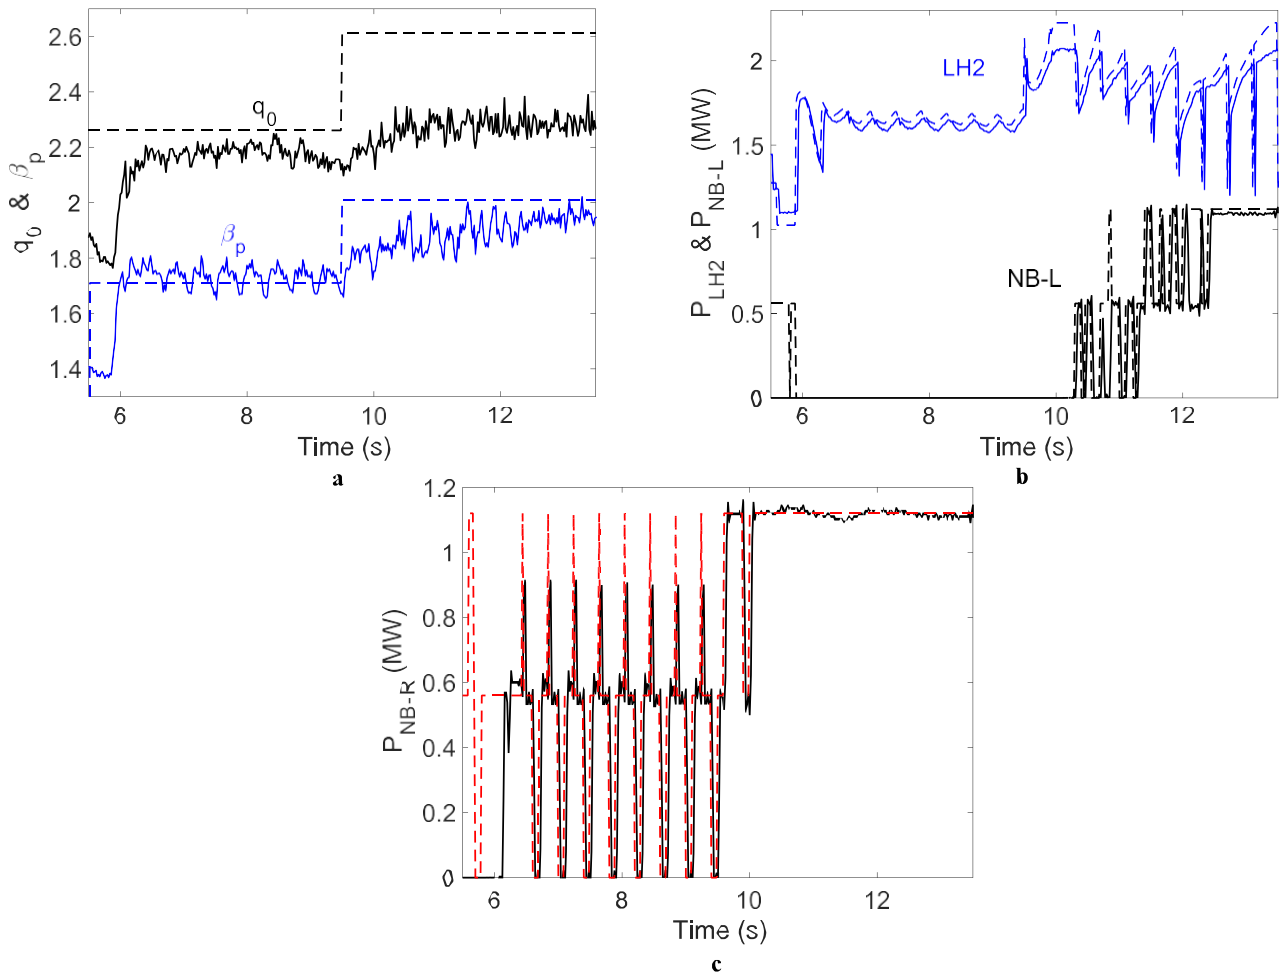 2.6
2.4
2.2
2
1.8
1.6
1.4
q0 & βp
q0
βp
6
8
10
12
Time (s)
a
2
1.5
1
0.5
0
PLH2 & PNB-L (MW)
LH2
NB-L
6
8
10
12
Time (s)
b
1.2
1
0.8
0.6
0.4
0.2
0
PNB-R (MW)
6
8
10
12
Time (s)
c